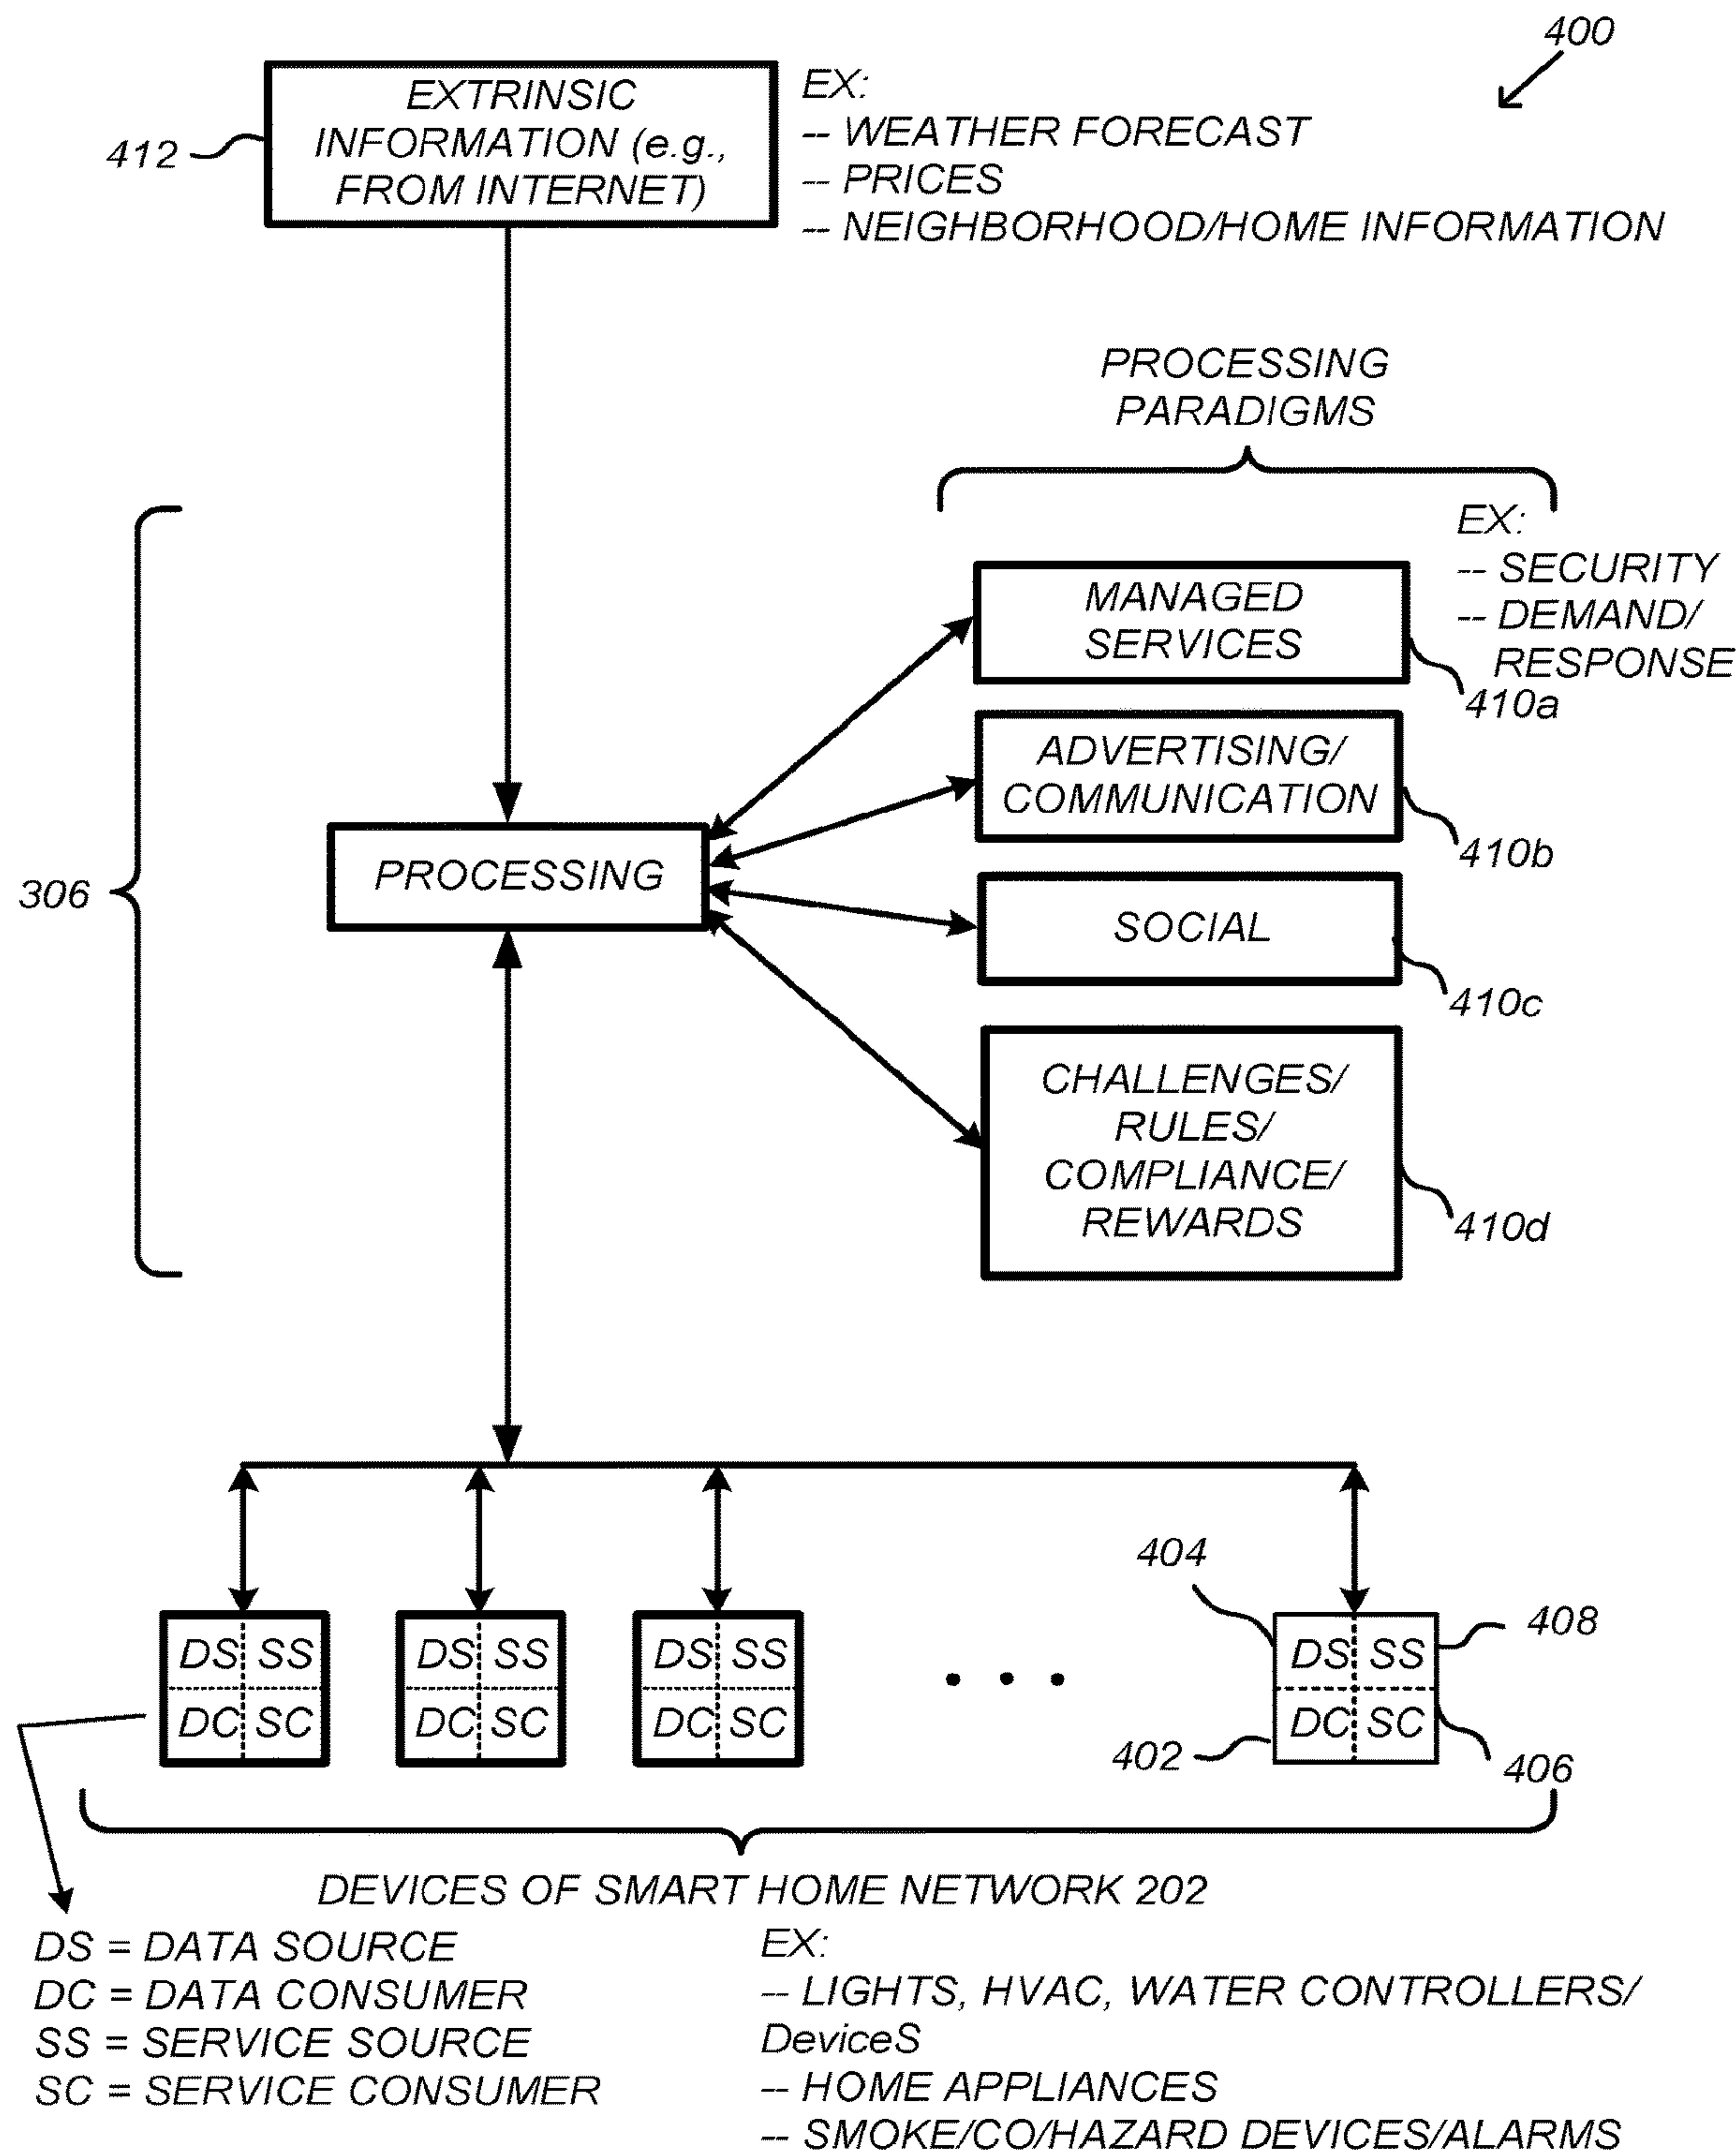 400
EXTRINSIC
INFORMATION (e.g.,
FROM INTERNET)
412
EX:
-- WEATHER FORECAST
-- PRICES
-- NEIGHBORHOOD/HOME INFORMATION
PROCESSING
PARADIGMS
EX:
-- SECURITY
-- DEMAND/
RESPONSE
MANAGED
SERVICES
410a
ADVERTISING/
COMMUNICATION
410b
306
PROCESSING
SOCIAL
410c
CHALLENGES/
RULES/
COMPLIANCE/
REWARDS
410d
404
408
DS SS
DC SC
DS SS
DC SC
DS SS
DC SC
. . .
DS SS
DC SC
402
406
DEVICES OF SMART HOME NETWORK 202
DS = DATA SOURCE
DC = DATA CONSUMER
SS = SERVICE SOURCE
SC = SERVICE CONSUMER
EX:
-- LIGHTS, HVAC, WATER CONTROLLERS/
DeviceS
-- HOME APPLIANCES
-- SMOKE/CO/HAZARD DEVICES/ALARMS